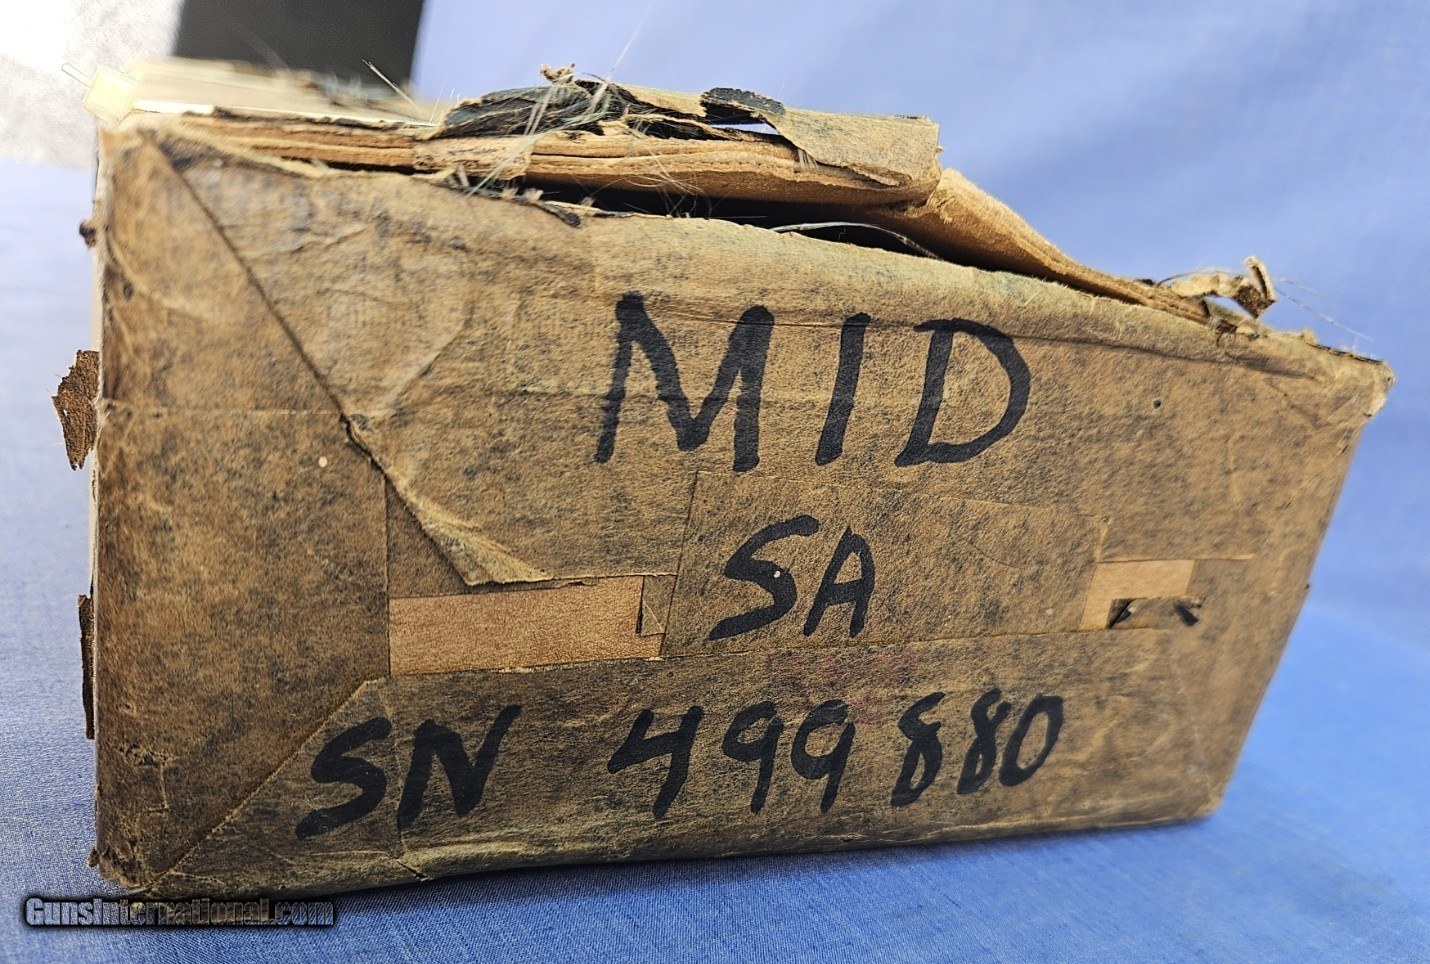 MID
SA
SN 499880
GunsInternational.com